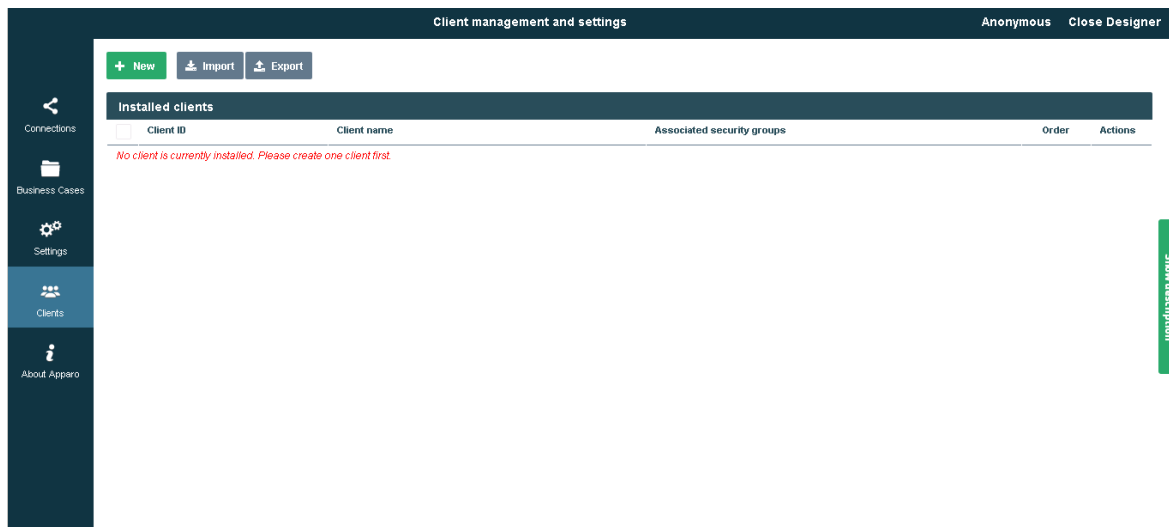 Client management and settings
Anonymous Close Designer
New Import Export
Connections
Business Cases
Settings
Clients
About Apparo
Installed clients
Client ID Client name Associated security groups Order Actions
No client is currently installed. Please create one client first.
Show description